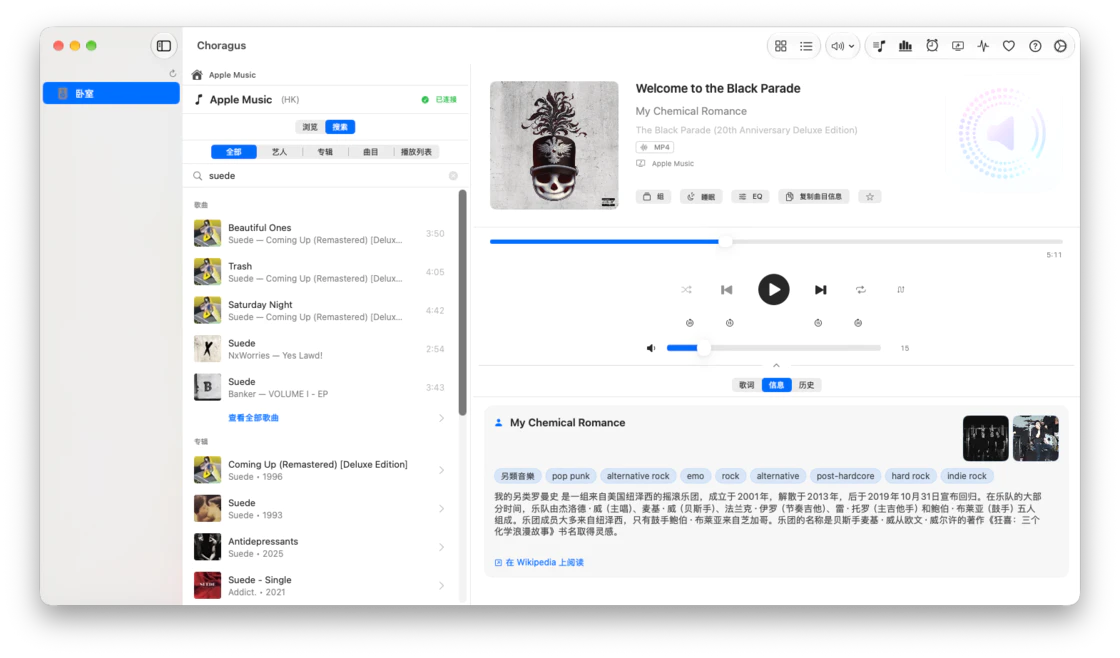 Choragus
Apple Music
卧室
Apple Music (HK)
已连接
浏览 搜索
全部 艺人 专辑 曲目 播放列表
suede
歌曲
Beautiful Ones
Suede — Coming Up (Remastered) [Delux...
3:50
Trash
Suede — Coming Up (Remastered) [Delux...
4:05
Saturday Night
Suede — Coming Up (Remastered) [Delux...
4:42
Suede
NxWorries — Yes Lawd!
2:54
Suede
Banker — VOLUME I - EP
3:43
查看全部歌曲
专辑
Coming Up (Remastered) [Deluxe Edition]
Suede • 1996
Suede
Suede • 1993
Antidepressants
Suede • 2025
Suede - Single
Addict. • 2021
Welcome to the Black Parade
My Chemical Romance
The Black Parade (20th Anniversary Deluxe Edition)
MP4
Apple Music
组 睡眠 EQ 复制曲目信息
5:11
15
歌词 信息 历史
My Chemical Romance
另類音樂 pop punk alternative rock emo rock alternative post-hardcore hard rock indie rock
我的另类罗曼史 是一组来自美国纽泽西的摇滚乐团，成立于2001年，解散于2013年，后于2019年10月31日宣布回归。在乐队的大部
分时间，乐队由杰洛德·威（主唱）、麦基·威（贝斯手）、法兰克·伊罗（节奏吉他）、雷·托罗（主吉他手）和鲍伯·布莱亚（鼓手）五人
组成。乐团成员大多来自纽泽西，只有鼓手鲍伯·布莱亚来自芝加哥。乐团的名称是贝斯手麦基·威从欧文·威尔许的著作《狂喜：三个
化学浪漫故事》书名取得灵感。
在 Wikipedia 上阅读